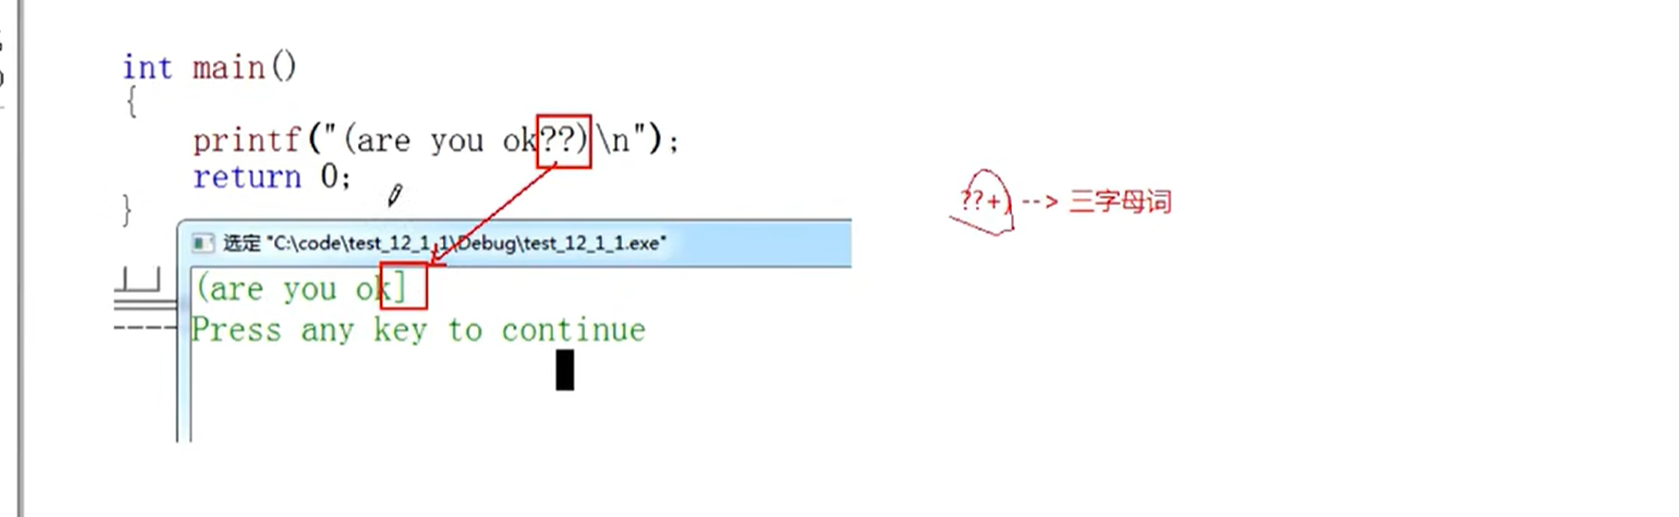 int main()
{
printf("(are you ok??)\n");
return 0;
}
??+) --> 三字母词
选定 "C:\code\test_12_1_1\Debug\test_12_1_1.exe"
(are you ok]
Press any key to continue